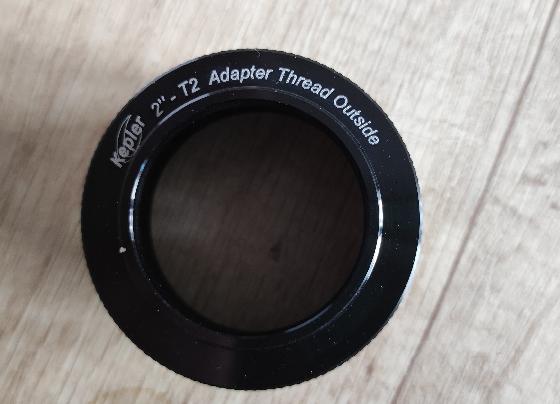 Kepler 2" - T2 Adapter Thread Outside